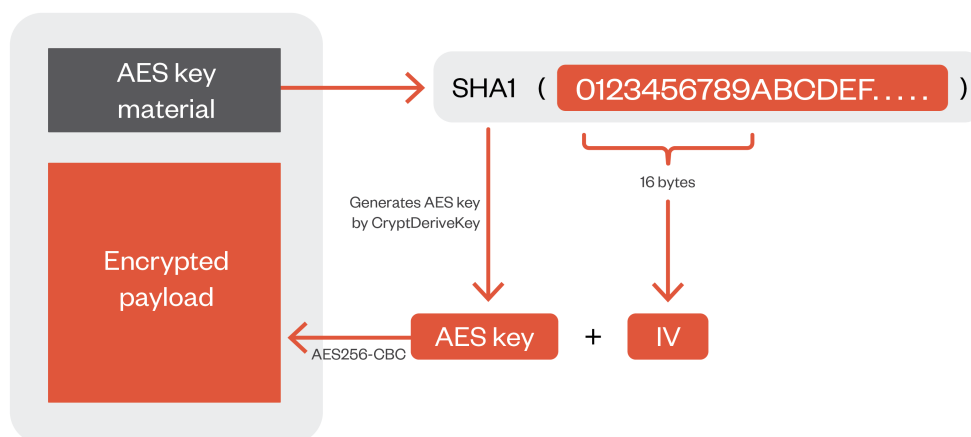 AES key
material
SHA1 ( 0123456789ABCDEF..... )
16 bytes
Generates AES key
by CryptDeriveKey
Encrypted
payload
AES key + IV
AES256-CBC